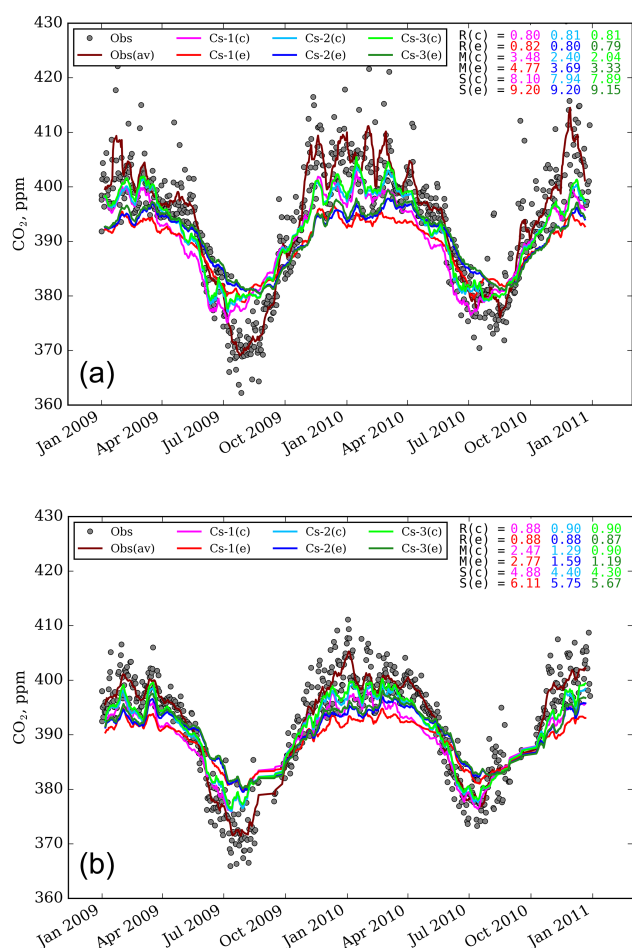 430
420
410
400
390
380
370
360
CO2, ppm
Obs
Obs(av)
Cs-1(c)
Cs-1(e)
Cs-2(c)
Cs-2(e)
Cs-3(c)
Cs-3(e)
R(c) = 0.80 0.81 0.81
R(e) = 0.82 0.80 0.79
M(c) = 3.48 2.40 2.04
M(e) = 4.77 3.69 3.33
S(c) = 8.10 7.94 7.89
S(e) = 9.20 9.20 9.15
(a)
Jan 2009
Apr 2009
Jul 2009
Oct 2009
Jan 2010
Apr 2010
Jul 2010
Oct 2010
Jan 2011
430
420
410
400
390
380
370
360
CO2, ppm
Obs
Obs(av)
Cs-1(c)
Cs-1(e)
Cs-2(c)
Cs-2(e)
Cs-3(c)
Cs-3(e)
R(c) = 0.88 0.90 0.90
R(e) = 0.88 0.88 0.87
M(c) = 2.47 1.29 0.90
M(e) = 2.77 1.59 1.19
S(c) = 4.88 4.40 4.30
S(e) = 6.11 5.75 5.67
(b)
Jan 2009
Apr 2009
Jul 2009
Oct 2009
Jan 2010
Apr 2010
Jul 2010
Oct 2010
Jan 2011